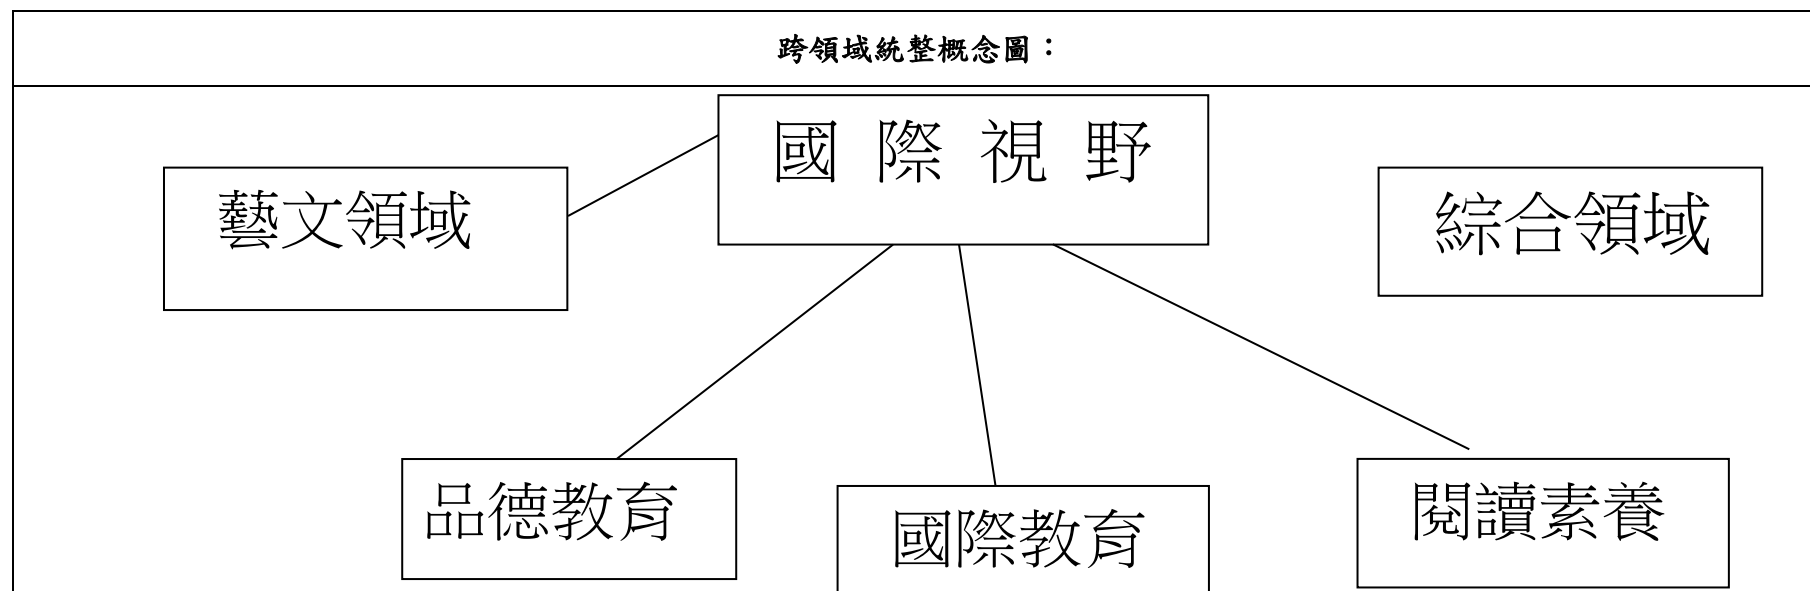 跨領域統整概念圖：
國 際 視 野
藝文領域
綜合領域
品德教育
國際教育
閱讀素養